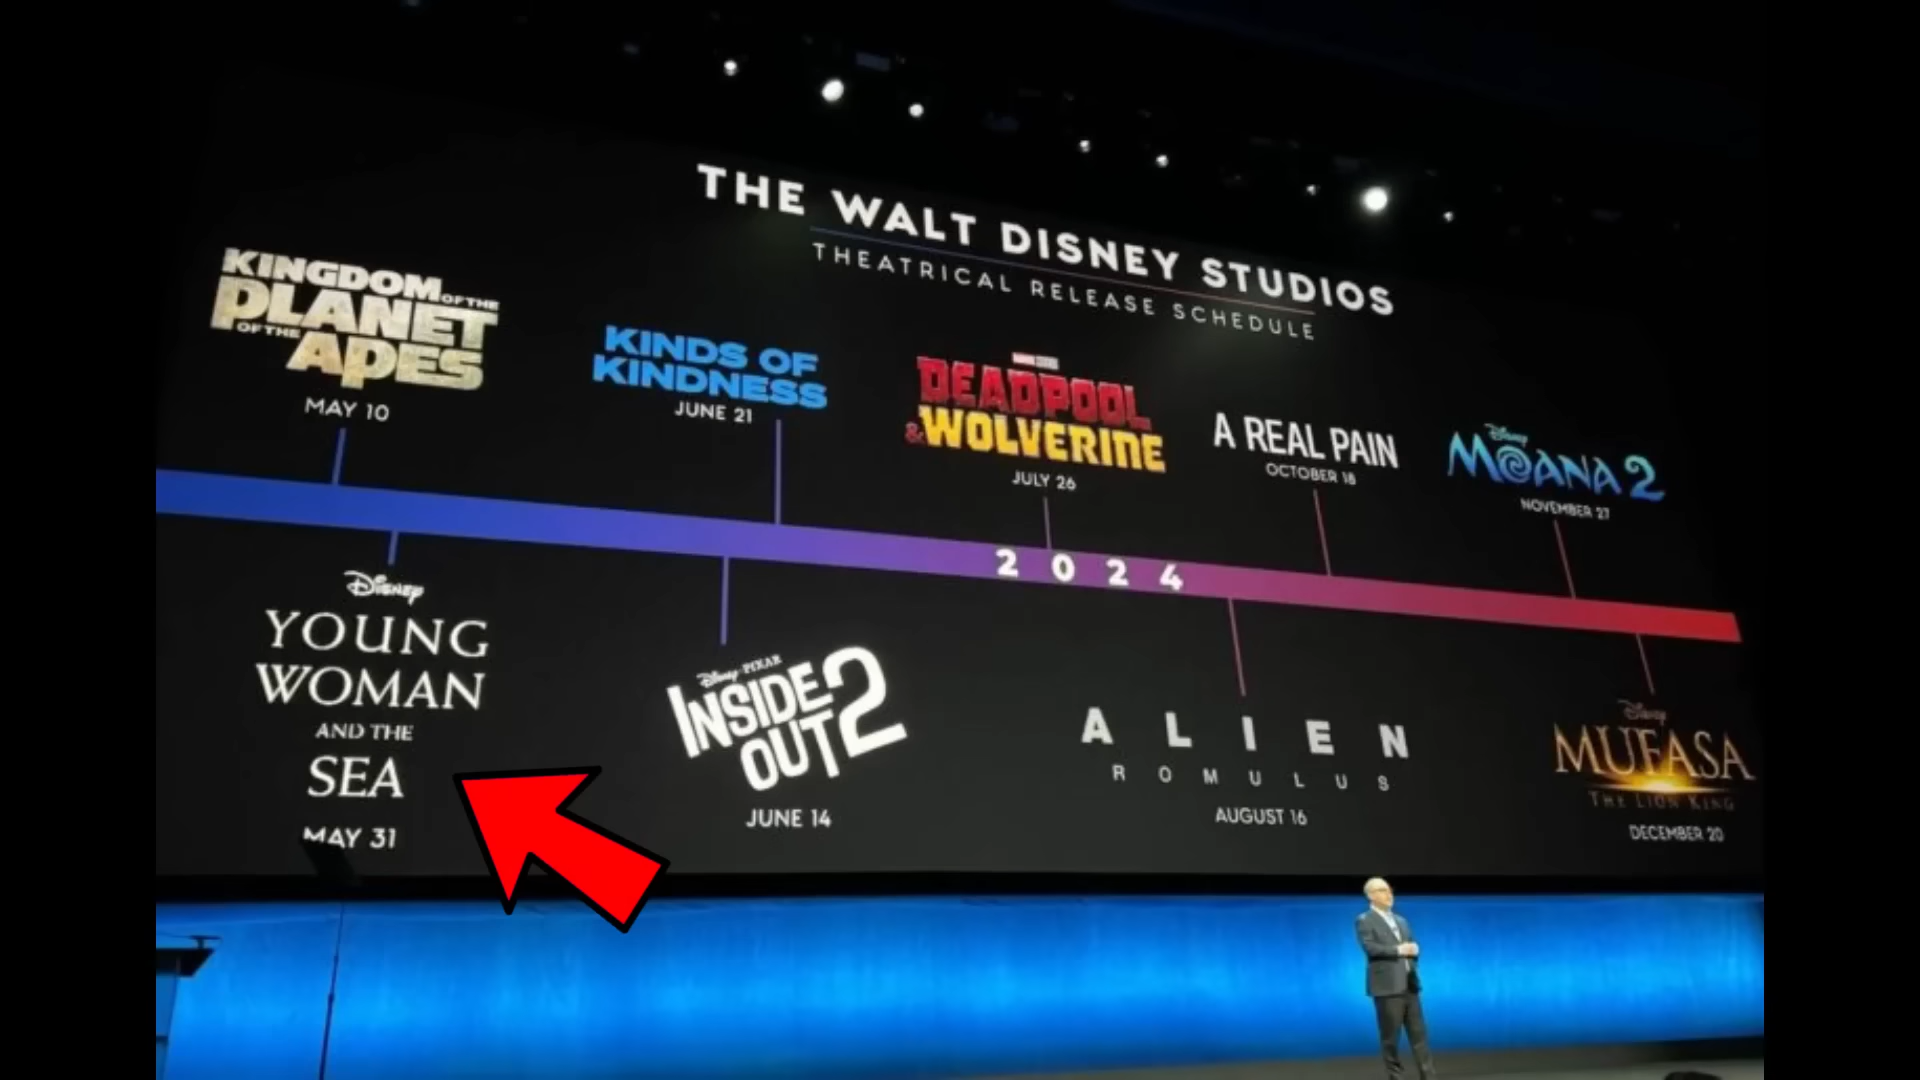 THE WALT DISNEY STUDIOS
THEATRICAL RELEASE SCHEDULE
KINGDOM OF THE
PLANET
OF THE APES
MAY 10
KINDS OF
KINDNESS
JUNE 21
DEADPOOL
& WOLVERINE
JULY 26
A REAL PAIN
OCTOBER 18
Disney
MOANA 2
NOVEMBER 27
2024
Disney
YOUNG
WOMAN
AND THE
SEA
MAY 31
Disney PIXAR
INSIDE
OUT 2
JUNE 14
ALIEN
ROMULUS
AUGUST 16
Disney
MUFASA
THE LION KING
DECEMBER 20